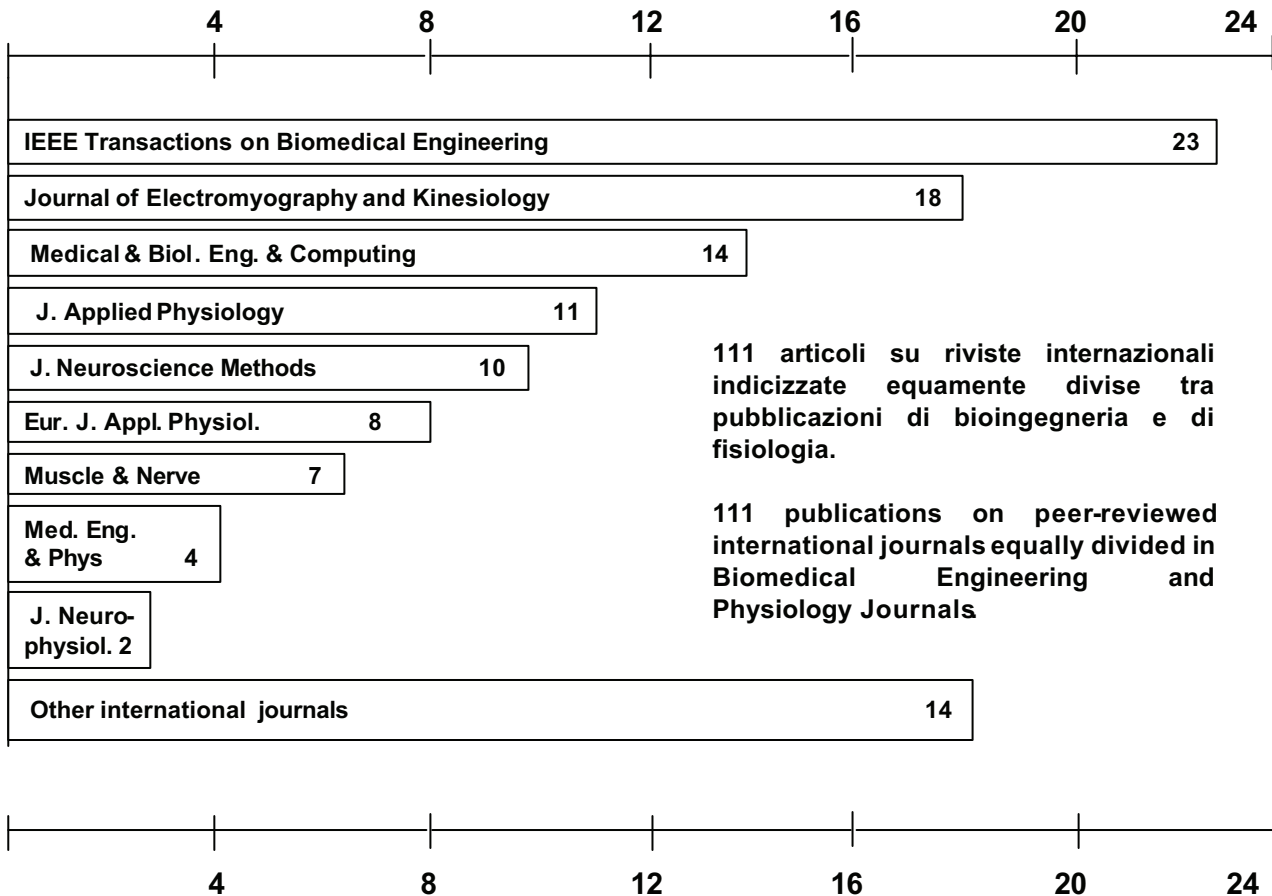 4 8 12 16 20 24
IEEE Transactions on Biomedical Engineering 23
Journal of Electromyography and Kinesiology 18
Medical & Biol. Eng. & Computing 14
J. Applied Physiology 11
J. Neuroscience Methods 10
Eur. J. Appl. Physiol. 8
Muscle & Nerve 7
Med. Eng.
& Phys 4
J. Neuro-
physiol. 2
Other international journals 14
111 articoli su riviste internazionali
indicizzate equamente divise tra
pubblicazioni di bioingegneria e di
fisiologia.
111 publications on peer-reviewed
international journals equally divided in
Biomedical Engineering and
Physiology Journals.
4 8 12 16 20 24